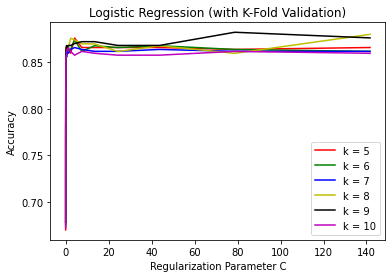 Logistic Regression (with K-Fold Validation)
Accuracy
0.85
0.80
0.75
0.70
k = 5
k = 6
k = 7
k = 8
k = 9
k = 10
0 20 40 60 80 100 120 140
Regularization Parameter C